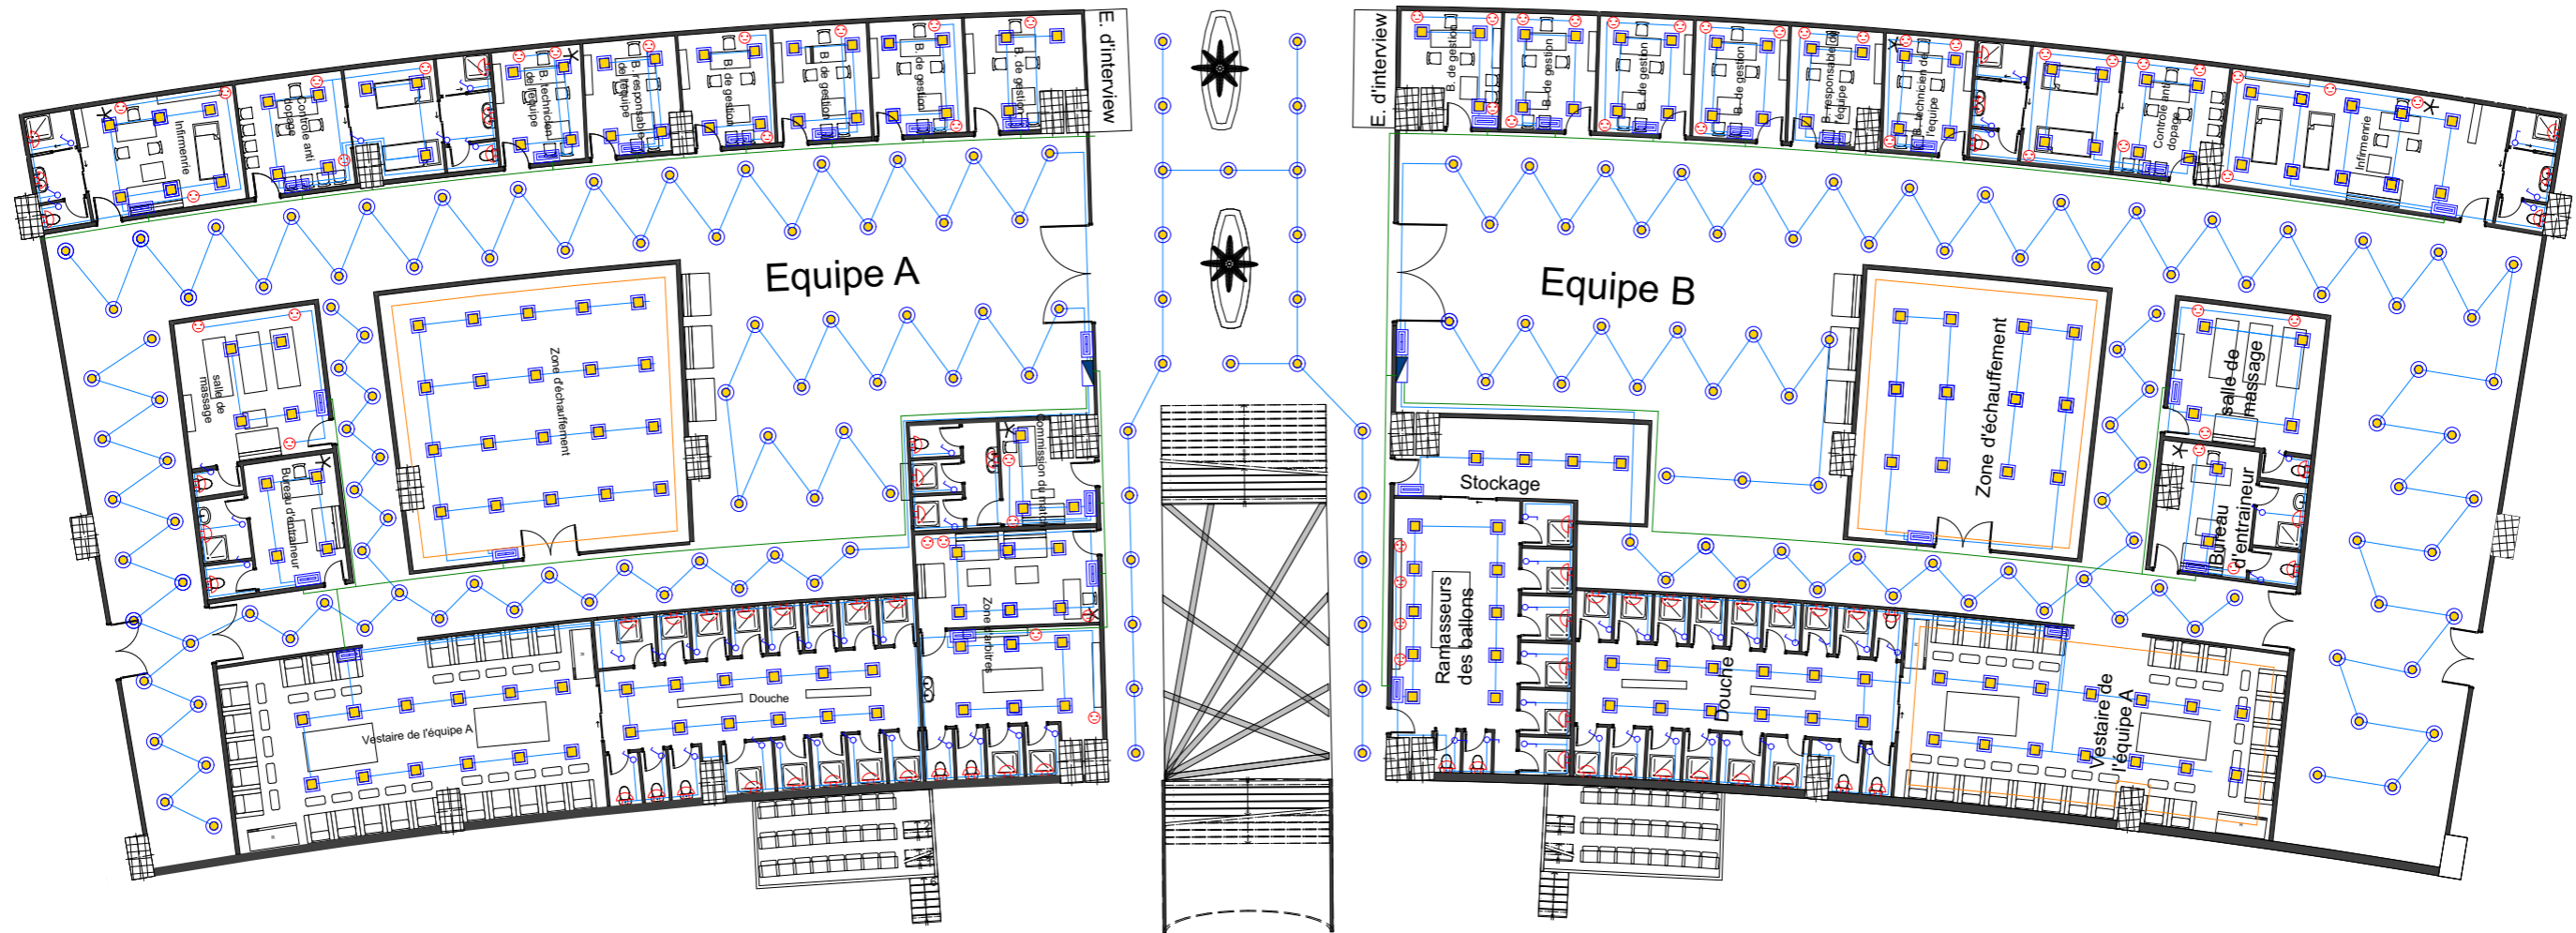 E. d'interview
E. d'interview
Infirmenrie
Controle anti
dopage
B. technicien
de l'équipe
B. responsable
de l'équipe
B. de gestion
B. de gestion
B. de gestion
B. de gestion
B. de gestion
B. de gestion
B. de gestion
B. de gestion
B. responsable de
l'équipe
B. technicien de
l'equipe
Controle anti
dopage
Infirmenrie
Equipe A
Equipe B
salle de
massage
Zone d'échauffement
Zone d'échauffement
salle de
massage
Bureau d'entraineur
Commission du match
Stockage
Bureau
d'entraineur
Zone d'arbitres
Ramasseurs
des ballons
Vestaire de l'équipe A
Douche
Douche
Vestaire de
l'équipe A